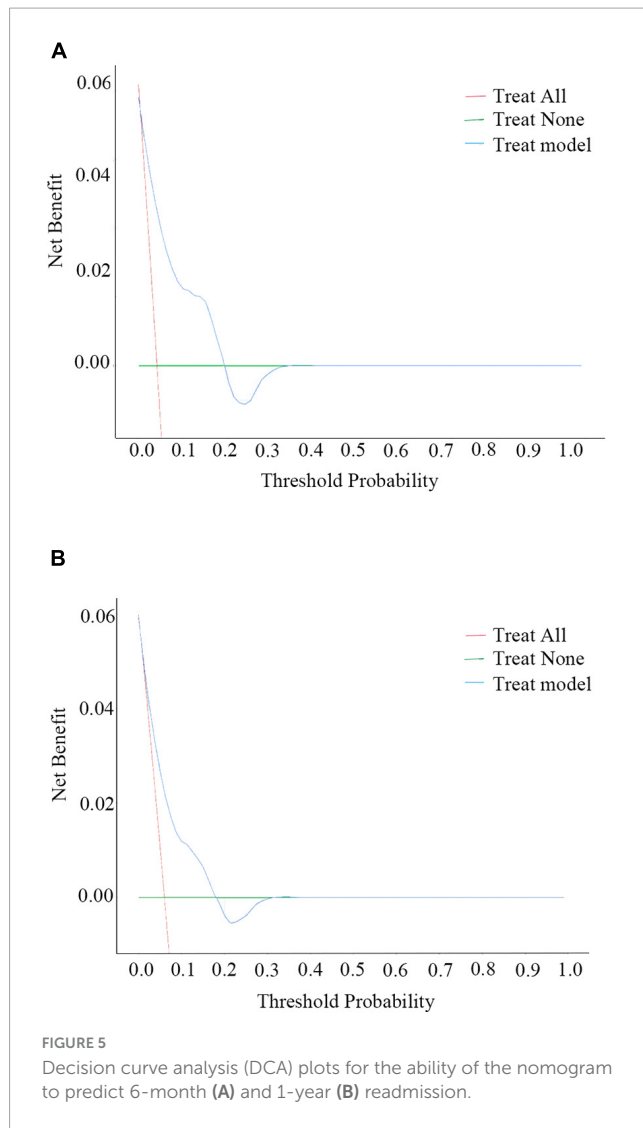 A
0.06
0.04
0.02
0.00
Net Benefit
Treat All
Treat None
Treat model
0.0 0.1 0.2 0.3 0.4 0.5 0.6 0.7 0.8 0.9 1.0
Threshold Probability
B
0.06
0.04
0.02
0.00
Net Benefit
Treat All
Treat None
Treat model
0.0 0.1 0.2 0.3 0.4 0.5 0.6 0.7 0.8 0.9 1.0
Threshold Probability
FIGURE 5
Decision curve analysis (DCA) plots for the ability of the nomogram
to predict 6-month (A) and 1-year (B) readmission.